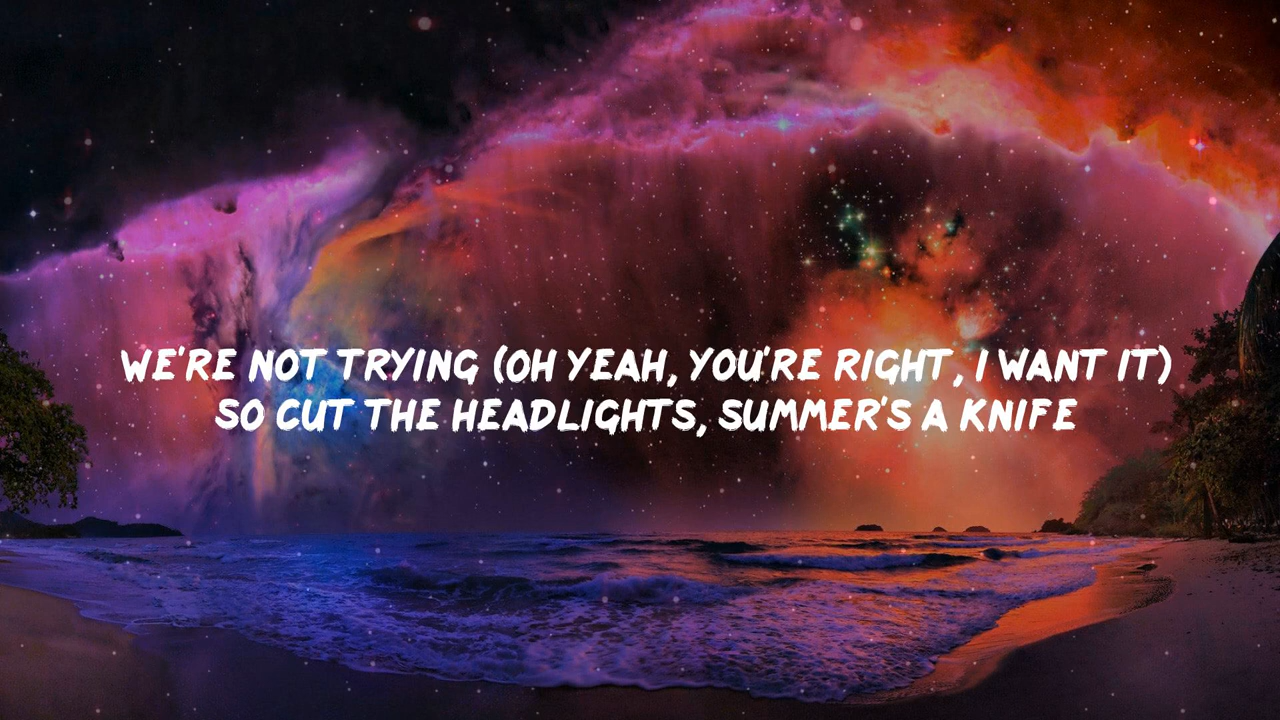 WE'RE NOT TRYING (OH YEAH, YOU'RE RIGHT, I WANT IT)
SO CUT THE HEADLIGHTS, SUMMER'S A KNIFE